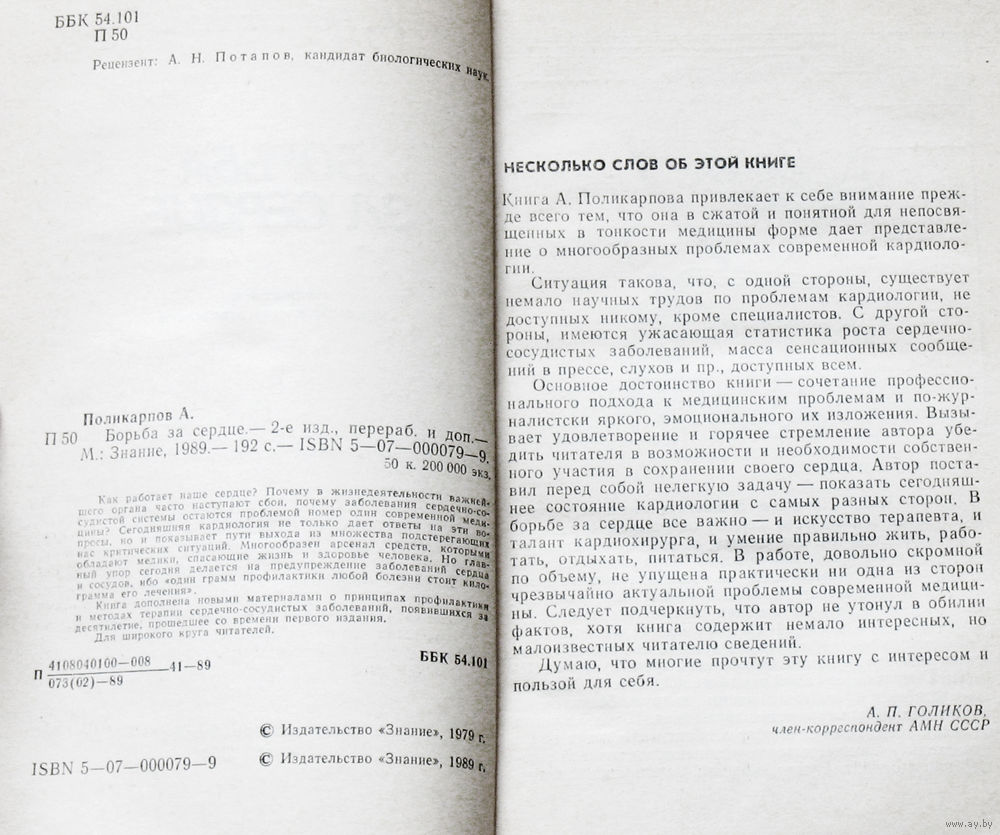 ББК 54.101
П 50
Рецензент: А. Н. Потапов, кандидат биологических наук.
Поликарпов А.
П 50 Борьба за сердце.— 2-е изд., перераб. и доп.—
М.: Знание, 1989.— 192 с.— ISBN 5—07—000079—9.
50 к. 200 000 экз.
Как работает наше сердце? Почему в жизнедеятельности важней-
шего органа часто наступают сбои, почему заболевания сердечно-со-
судистой системы остаются проблемой номер один современной меди-
цины? Сегодняшняя кардиология не только дает ответы на эти во-
просы, но и показывает пути выхода из множества подстерегающих
нас критических ситуаций. Многообразен арсенал средств, которыми
обладают медики, спасающие жизнь и здоровье человека. Но глав-
ный упор сегодня делается на предупреждение заболеваний сердца
и сосудов, ибо «один грамм профилактики любой болезни стоит кило-
грамма его лечения».
Книга дополнена новыми материалами о принципах профилактики
и методах терапии сердечно-сосудистых заболеваний, появившихся за
десятилетие, прошедшее со времени первого издания.
Для широкого круга читателей.
П 4108040100—008 41—89
073(02)—89
ББК 54.101
© Издательство «Знание», 1979 г.
ISBN 5—07—000079—9
© Издательство «Знание», 1989 г.
НЕСКОЛЬКО СЛОВ ОБ ЭТОЙ КНИГЕ
Книга А. Поликарпова привлекает к себе внимание преж-
де всего тем, что она в сжатой и понятной для непосвя-
щенных в тонкости медицины форме дает представле-
ние о многообразных проблемах современной кардиоло-
гии.
Ситуация такова, что, с одной стороны, существует
немало научных трудов по проблемам кардиологии, не
доступных никому, кроме специалистов. С другой сто-
роны, имеются ужасающая статистика роста сердечно-
сосудистых заболеваний, масса сенсационных сообще-
ний в прессе, слухов и пр., доступных всем.
Основное достоинство книги — сочетание профессио-
нального подхода к медицинским проблемам и по-жур-
налистски яркого, эмоционального их изложения. Вызы-
вает удовлетворение и горячее стремление автора убе-
дить читателя в возможности и необходимости собствен-
ного участия в сохранении своего сердца. Автор поста-
вил перед собой нелегкую задачу — показать сегодняш-
нее состояние кардиологии с самых разных сторон. В
борьбе за сердце все важно — и искусство терапевта, и
талант кардиохирурга, и умение правильно жить, рабо-
тать, отдыхать, питаться. В работе, довольно скромной
по объему, не упущена практически ни одна из сторон
чрезвычайно актуальной проблемы современной медици-
ны. Следует подчеркнуть, что автор не утонул в обилии
фактов, хотя книга содержит немало интересных, но
малоизвестных читателю сведений.
Думаю, что многие прочтут эту книгу с интересом и
пользой для себя.
А. П. ГОЛИКОВ,
член-корреспондент АМН СССР
www.ay.by